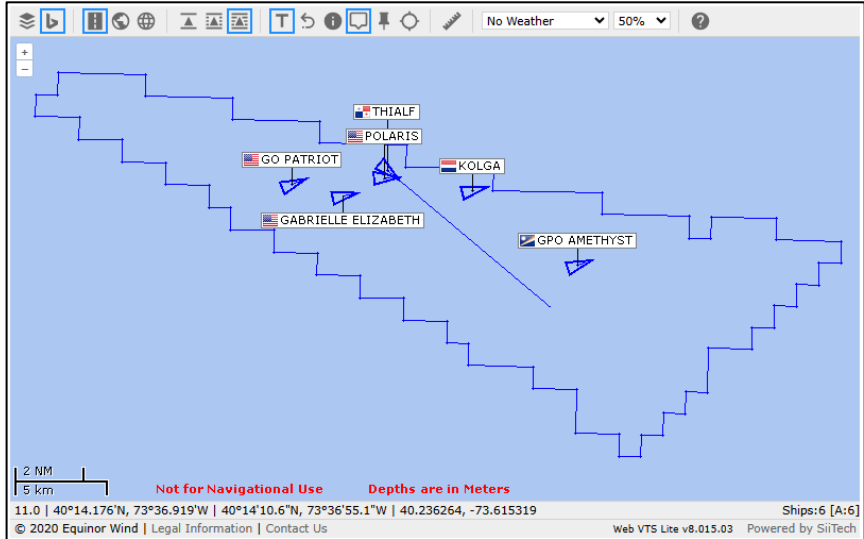 T
No Weather
50%
+
−
THIALF
POLARIS
GO PATRIOT
KOLGA
GABRIELLE ELIZABETH
GPO AMETHYST
2 NM
5 km
Not for Navigational Use Depths are in Meters
11.0 | 40°14.176'N, 73°36.919'W | 40°14'10.6"N, 73°36'55.1"W | 40.236264, -73.615319 Ships:6 [A:6]
© 2020 Equinor Wind | Legal Information | Contact Us Web VTS Lite v8.015.03 Powered by SiiTech